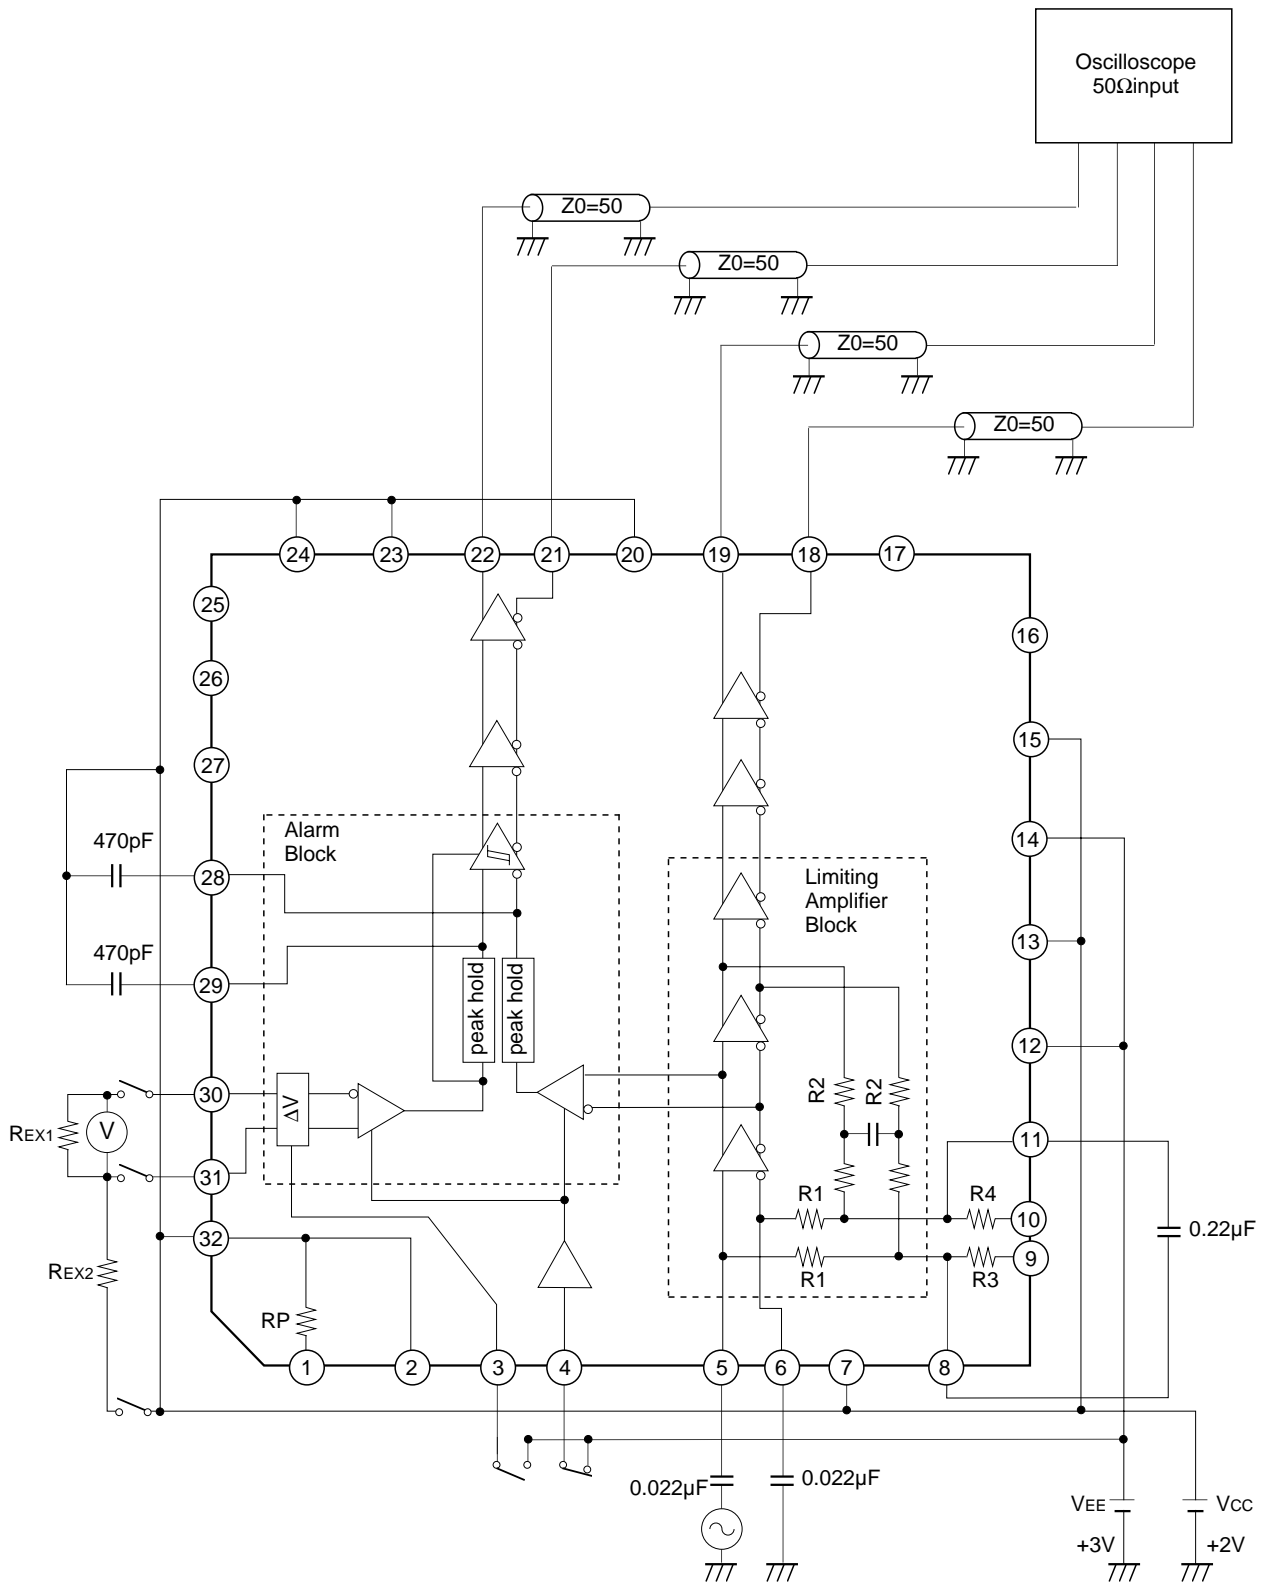 Oscilloscope
50Ωinput
Z0=50
Z0=50
Z0=50
Z0=50
24
23
22
21
20
19
18
17
25
16
26
15
27
Alarm
Block
470pF
14
28
Limiting
Amplifier
Block
13
470pF
29
peak hold
peak hold
12
30
ΔV
R2
R2
REX1
V
11
31
R1
R4
10
0.22µF
32
9
REX2
R1
R3
RP
1
2
3
4
5
6
7
8
0.022µF
0.022µF
VEE
VCC
+3V
+2V